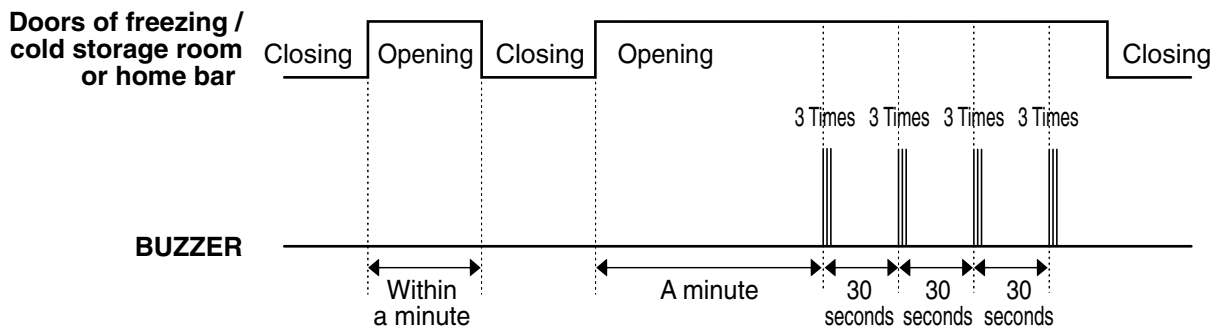 Doors of freezing /
cold storage room
or home bar
Closing Opening Closing Opening Closing
3 Times 3 Times 3 Times 3 Times
BUZZER
Within
a minute
A minute
30
seconds
30
seconds
30
seconds